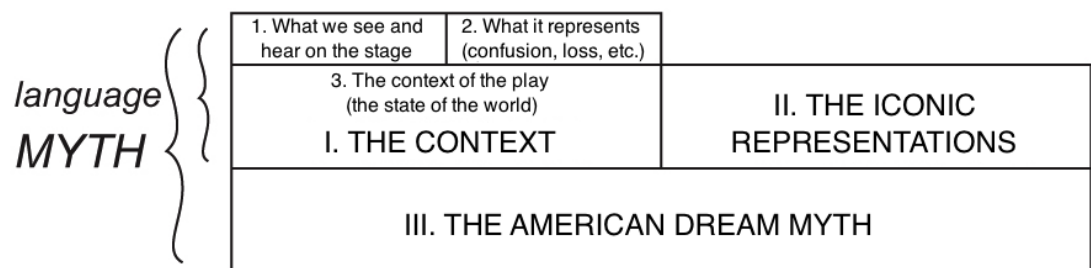 1. What we see and
hear on the stage
2. What it represents
(confusion, loss, etc.)
language
MYTH
3. The context of the play
(the state of the world)
I. THE CONTEXT
II. THE ICONIC
REPRESENTATIONS
III. THE AMERICAN DREAM MYTH